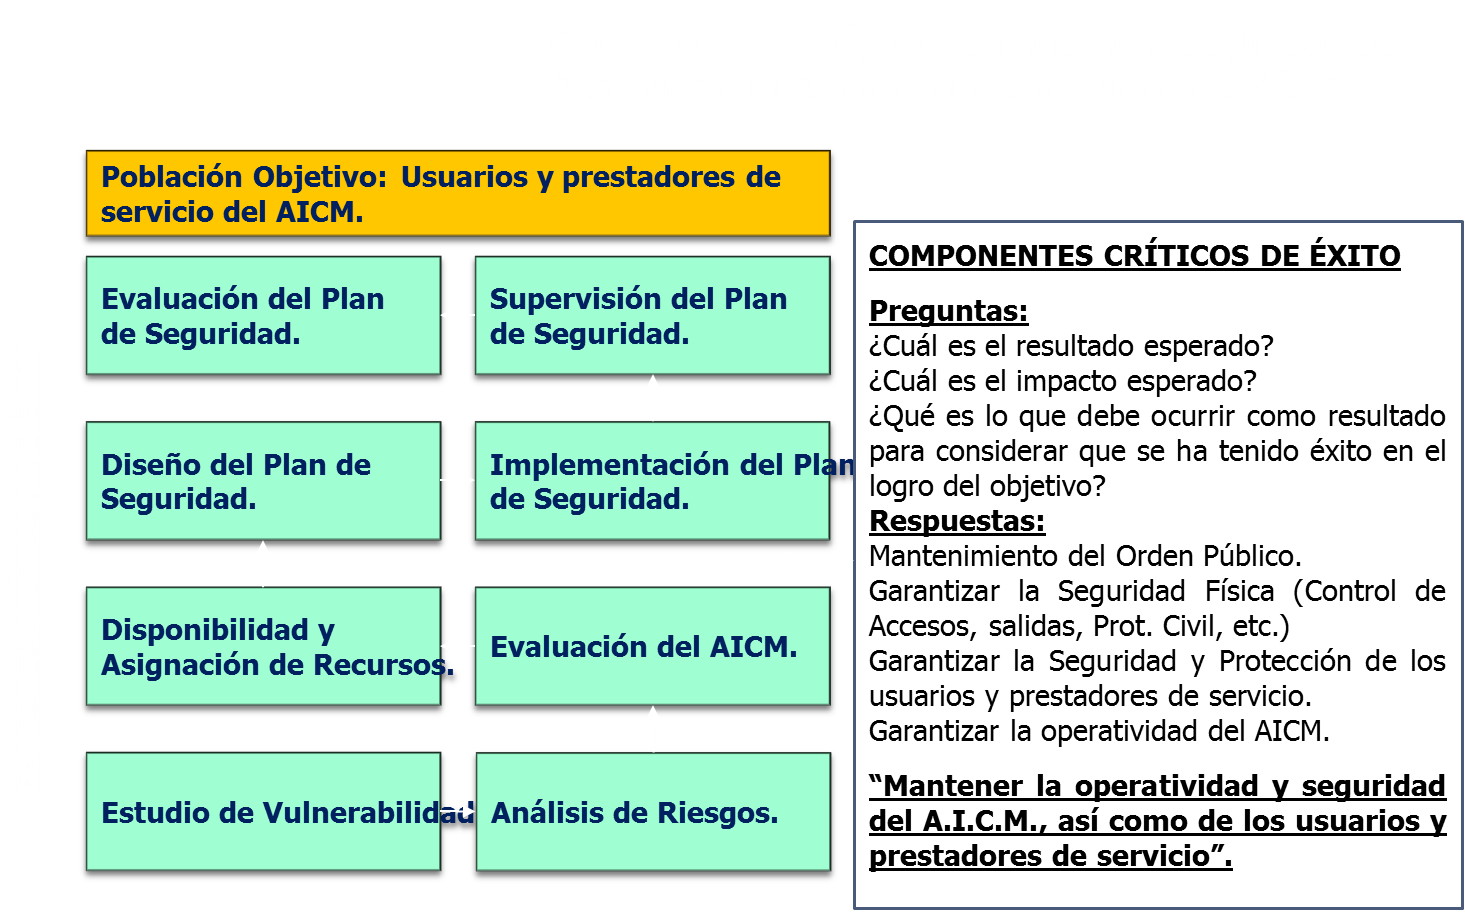 Población Objetivo: Usuarios y prestadores de
servicio del AICM.
Evaluación del Plan
de Seguridad.
Supervisión del Plan
de Seguridad.
Diseño del Plan de
Seguridad.
Implementación del Plan
de Seguridad.
Disponibilidad y
Asignación de Recursos.
Evaluación del AICM.
Estudio de Vulnerabilidad
Análisis de Riesgos.
COMPONENTES CRÍTICOS DE ÉXITO
Preguntas:
¿Cuál es el resultado esperado?
¿Cuál es el impacto esperado?
¿Qué es lo que debe ocurrir como resultado
para considerar que se ha tenido éxito en el
logro del objetivo?
Respuestas:
Mantenimiento del Orden Público.
Garantizar la Seguridad Física (Control de
Accesos, salidas, Prot. Civil, etc.)
Garantizar la Seguridad y Protección de los
usuarios y prestadores de servicio.
Garantizar la operatividad del AICM.
“Mantener la operatividad y seguridad
del A.I.C.M., así como de los usuarios y
prestadores de servicio”.